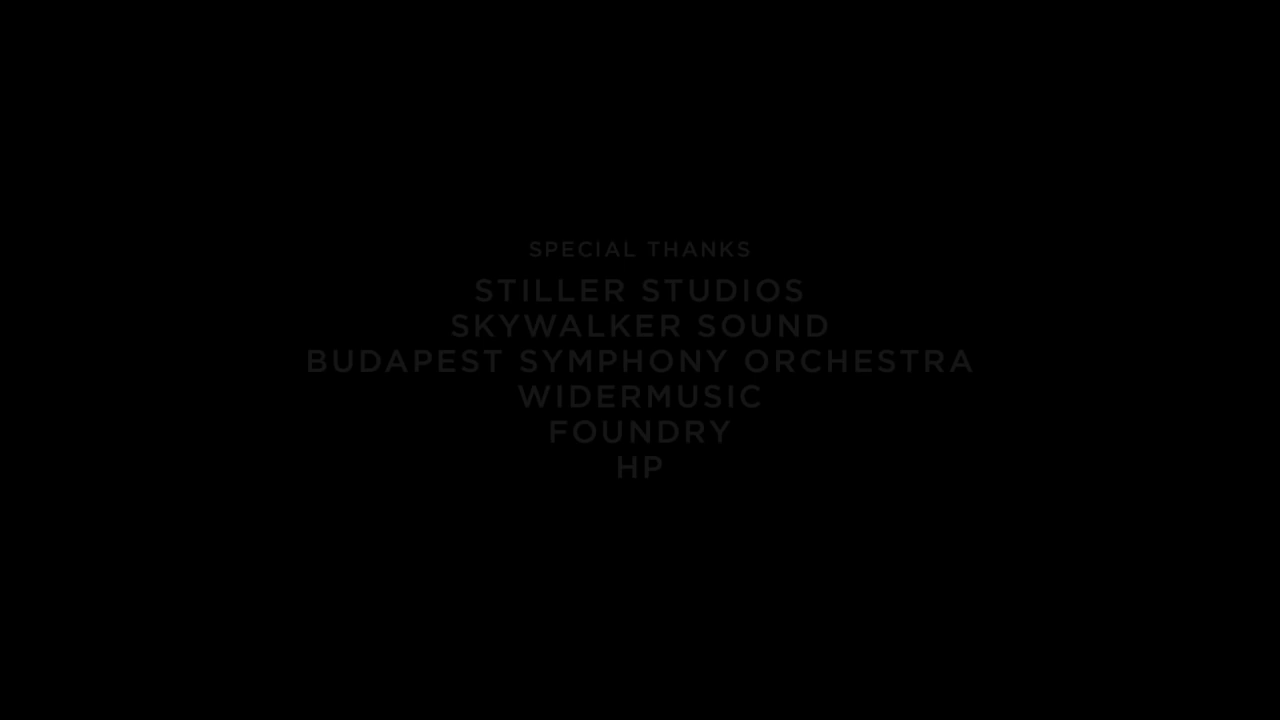 SPECIAL THANKS
STILLER STUDIOS
SKYWALKER SOUND
BUDAPEST SYMPHONY ORCHESTRA
WIDERMUSIC
FOUNDRY
HP